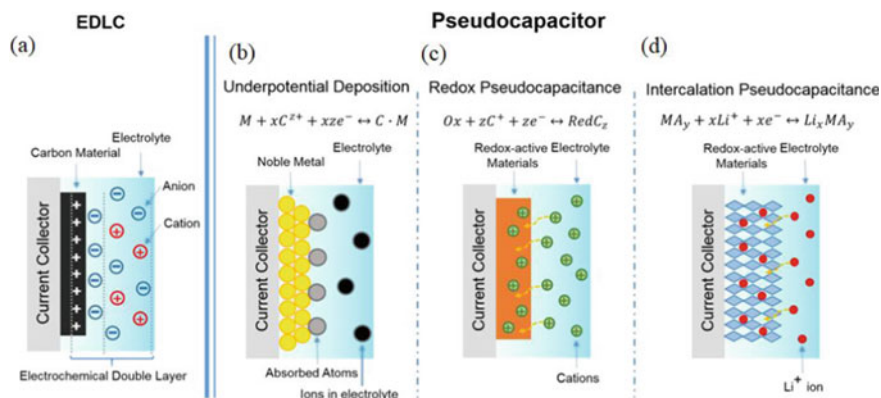 EDLC
Pseudocapacitor
(a)
Electrolyte
Carbon Material
Anion
Cation
Current Collector
Electrochemical Double Layer
(b)
Underpotential Deposition
M + xC^{z+} + xze^- ↔ C · M
Electrolyte
Noble Metal
Current Collector
Absorbed Atoms
Ions in electrolyte
(c)
Redox Pseudocapacitance
Ox + zC^+ + ze^- ↔ RedC_z
Redox-active Electrolyte
Materials
Current Collector
Cations
(d)
Intercalation Pseudocapacitance
MA_y + xLi^+ + xe^- ↔ Li_xMA_y
Redox-active Electrolyte
Materials
Current Collector
Li^+ ion